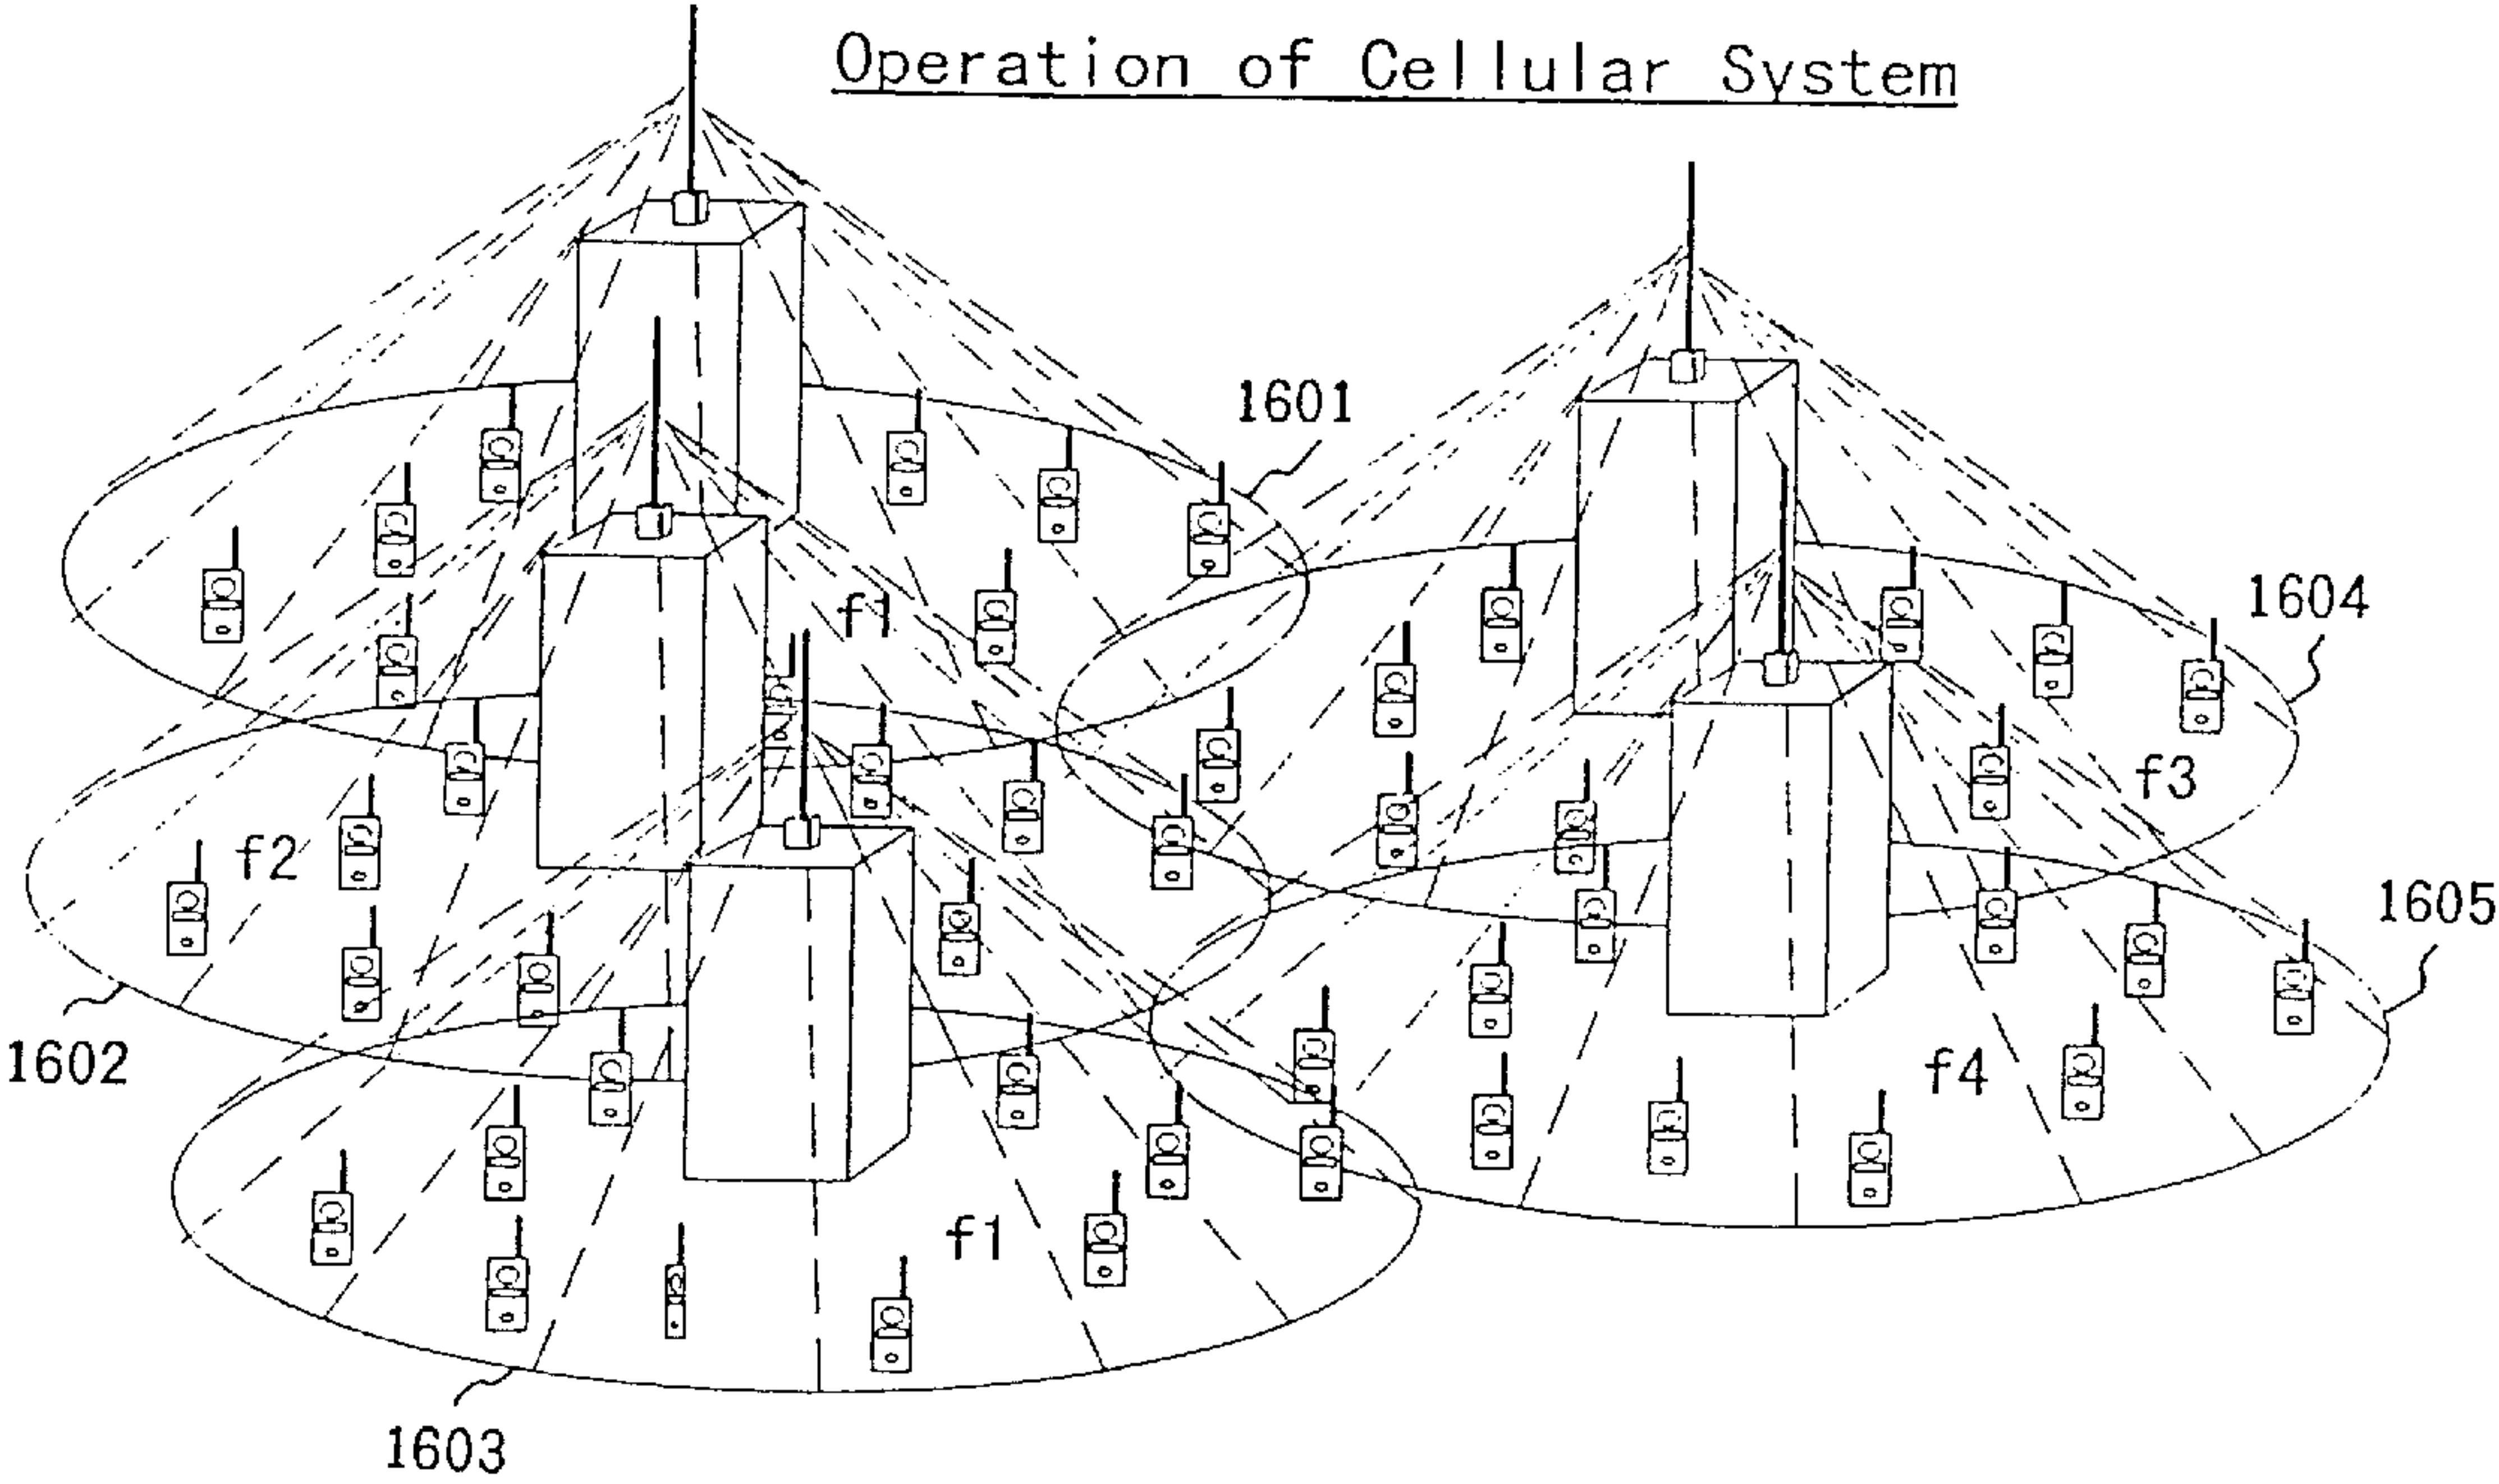 Operation of Cellular System
1601
1604
f1
f3
f2
1605
1602
f4
f1
1603